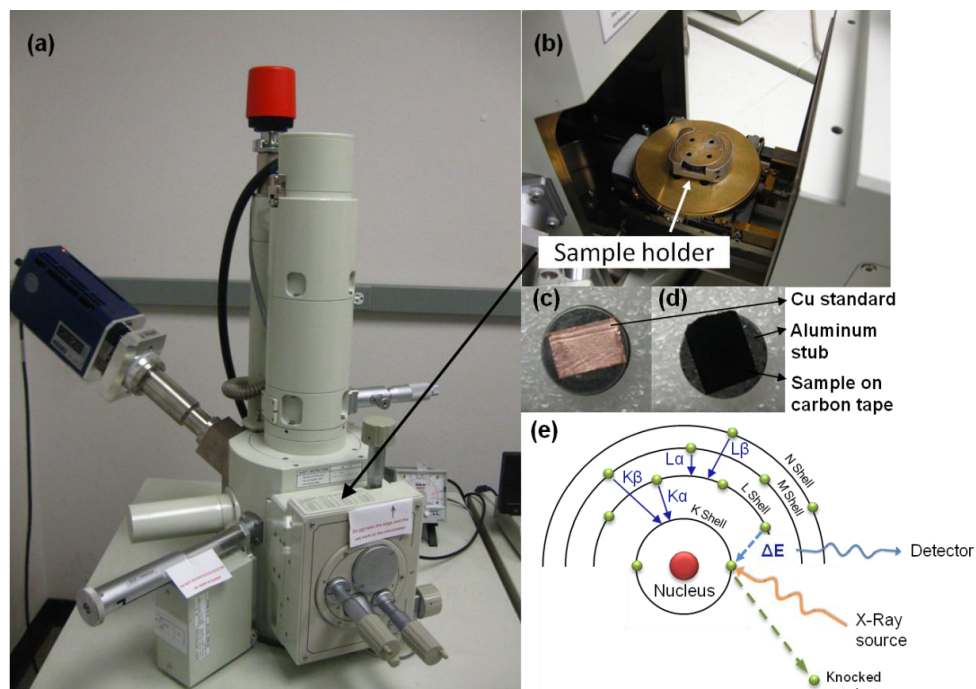 (a)
(b)
Sample holder
(c)
(d)
Cu standard
Aluminum
stub
Sample on
carbon tape
(e)
Lβ
N Shell
Lα
M Shell
Kβ
Kα
L Shell
K Shell
ΔE
Detector
Nucleus
X-Ray
source
Knocked